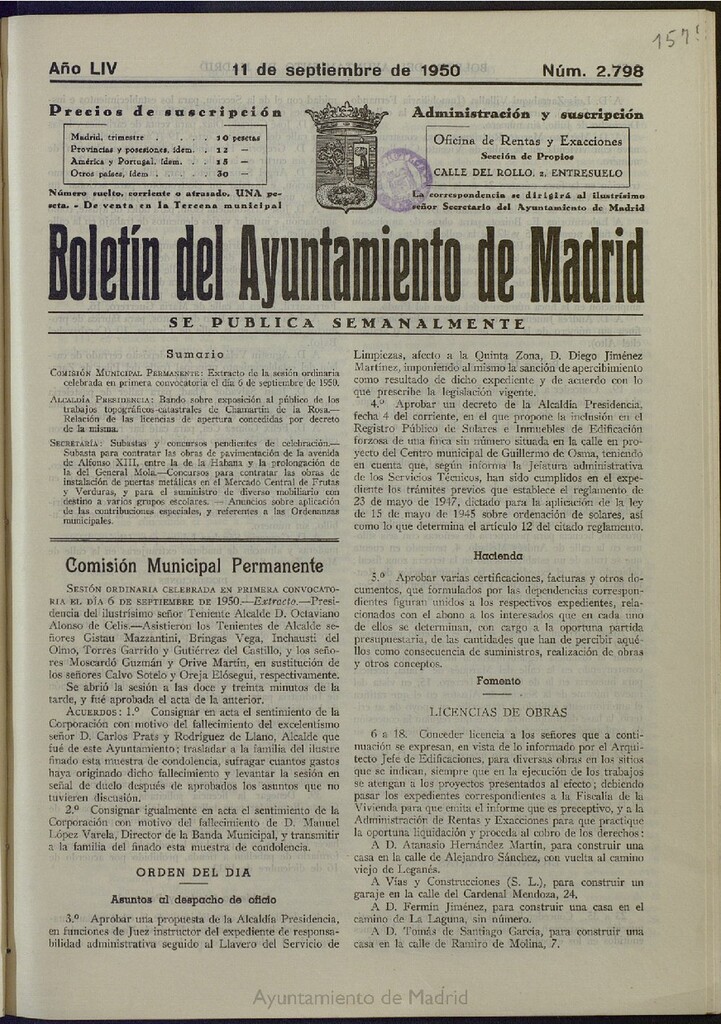 157
Año LIV
11 de septiembre de 1950
Núm. 2.798
Precios de suscripción
Madrid, trimestre . . . . 10 pesetas
Provincias y posesiones, ídem. . 12 —
América y Portugal, ídem. . . 15 —
Otros países, ídem . . . . . 30 —
Número suelto, corriente o atrasado, UNA pe-
seta. - De venta en la Tercena municipal
Administración y suscripción
Oficina de Rentas y Exacciones
Sección de Propios
CALLE DEL ROLLO, 2, ENTRESUELO
La correspondencia se dirigirá al ilustrísimo
señor Secretario del Ayuntamiento de Madrid
Boletín del Ayuntamiento de Madrid
SE PUBLICA SEMANALMENTE
Sumario
COMISIÓN MUNICIPAL PERMANENTE: Extracto de la sesión ordinaria
celebrada en primera convocatoria el día 6 de septiembre de 1950.
ALCALDÍA PRESIDENCIA: Bando sobre exposición al público de los
trabajos topográficos-catastrales de Chamartín de la Rosa.—
Relación de las licencias de apertura concedidas por decreto
de la misma.
SECRETARÍA: Subastas y concursos pendientes de celebración.—
Subasta para contratar las obras de pavimentación de la avenida
de Alfonso XIII, entre la de la Habana y la prolongación de
la del General Mola.—Concursos para contratar las obras de
instalación de puertas metálicas en el Mercado Central de Frutas
y Verduras, y para el suministro de diverso mobiliario con
destino a varios grupos escolares. — Anuncios sobre aplicación
de las contribuciones especiales, y referentes a las Ordenanzas
municipales.
Comisión Municipal Permanente
SESIÓN ORDINARIA CELEBRADA EN PRIMERA CONVOCATO-
RIA EL DÍA 6 DE SEPTIEMBRE DE 1950.—Extracto.—Presi-
dencia del ilustrísimo señor Teniente Alcalde D. Octaviano
Alonso de Celis.—Asistieron los Tenientes de Alcalde se-
ñores Gistau Mazzantini, Bringas Vega, Inchausti del
Olmo, Torres Garrido y Gutiérrez del Castillo, y los seño-
res Moscardó Guzmán y Orive Martín, en sustitución de
los señores Calvo Sotelo y Oreja Elósegui, respectivamente.
Se abrió la sesión a las doce y treinta minutos de la
tarde, y fué aprobada el acta de la anterior.
ACUERDOS: 1.º Consignar en acta el sentimiento de la
Corporación con motivo del fallecimiento del excelentísimo
señor D. Carlos Prats y Rodríguez de Llano, Alcalde que
fué de este Ayuntamiento; trasladar a la familia del ilustre
finado esta muestra de condolencia, sufragar cuantos gastos
haya originado dicho fallecimiento y levantar la sesión en
señal de duelo después de aprobados los asuntos que no
tuvieren discusión.
2.º Consignar igualmente en acta el sentimiento de la
Corporación con motivo del fallecimiento de D. Manuel
López Varela, Director de la Banda Municipal, y transmitir
a la familia del finado esta muestra de condolencia.
ORDEN DEL DIA
Asuntos al despacho de oficio
3.º Aprobar una propuesta de la Alcaldía Presidencia,
en funciones de Juez instructor del expediente de responsa-
bilidad administrativa seguido al Llavero del Servicio de
Limpiezas, afecto a la Quinta Zona, D. Diego Jiménez
Martínez, imponiendo al mismo la sanción de apercibimiento
como resultado de dicho expediente y de acuerdo con lo
que prescribe la legislación vigente.
4.º Aprobar un decreto de la Alcaldía Presidencia,
fecha 4 del corriente, en el que propone la inclusión en el
Registro Público de Solares e Inmuebles de Edificación
forzosa de una finca sin número situada en la calle en pro-
yecto del Centro municipal de Guillermo de Osma, teniendo
en cuenta que, según informa la Jefatura administrativa
de los Servicios Técnicos, han sido cumplidos en el expe-
diente los trámites previos que establece el reglamento de
23 de mayo de 1947, dictado para la aplicación de la ley
de 15 de mayo de 1945 sobre ordenación de solares, así
como lo que determina el artículo 12 del citado reglamento.
Hacienda
5.º Aprobar varias certificaciones, facturas y otros do-
cumentos, que formulados por las dependencias correspon-
dientes figuran unidos a los respectivos expedientes, rela-
cionados con el abono a los interesados que en cada uno
de ellos se determinan, con cargo a la oportuna partida
presupuestaria, de las cantidades que han de percibir aqué-
llos como consecuencia de suministros, realización de obras
y otros conceptos.
Fomento
LICENCIAS DE OBRAS
6 a 18. Conceder licencia a los señores que a conti-
nuación se expresan, en vista de lo informado por el Arqui-
tecto Jefe de Edificaciones, para diversas obras en los sitios
que se indican, siempre que en la ejecución de los trabajos
se atengan a los proyectos presentados al efecto; debiendo
pasar los expedientes correspondientes a la Fiscalía de la
Vivienda para que emita el informe que es preceptivo, y a la
Administración de Rentas y Exacciones para que practique
la oportuna liquidación y proceda al cobro de los derechos:
A D. Atanasio Hernández Martín, para construir una
casa en la calle de Alejandro Sánchez, con vuelta al camino
viejo de Leganés.
A Vías y Construcciones (S. L.), para construir un
garaje en la calle del Cardenal Mendoza, 24.
A D. Fermín Jiménez, para construir una casa en el
camino de La Laguna, sin número.
A D. Tomás de Santiago García, para construir una
casa en la calle de Ramiro de Molina, 7.
Ayuntamiento de Madrid